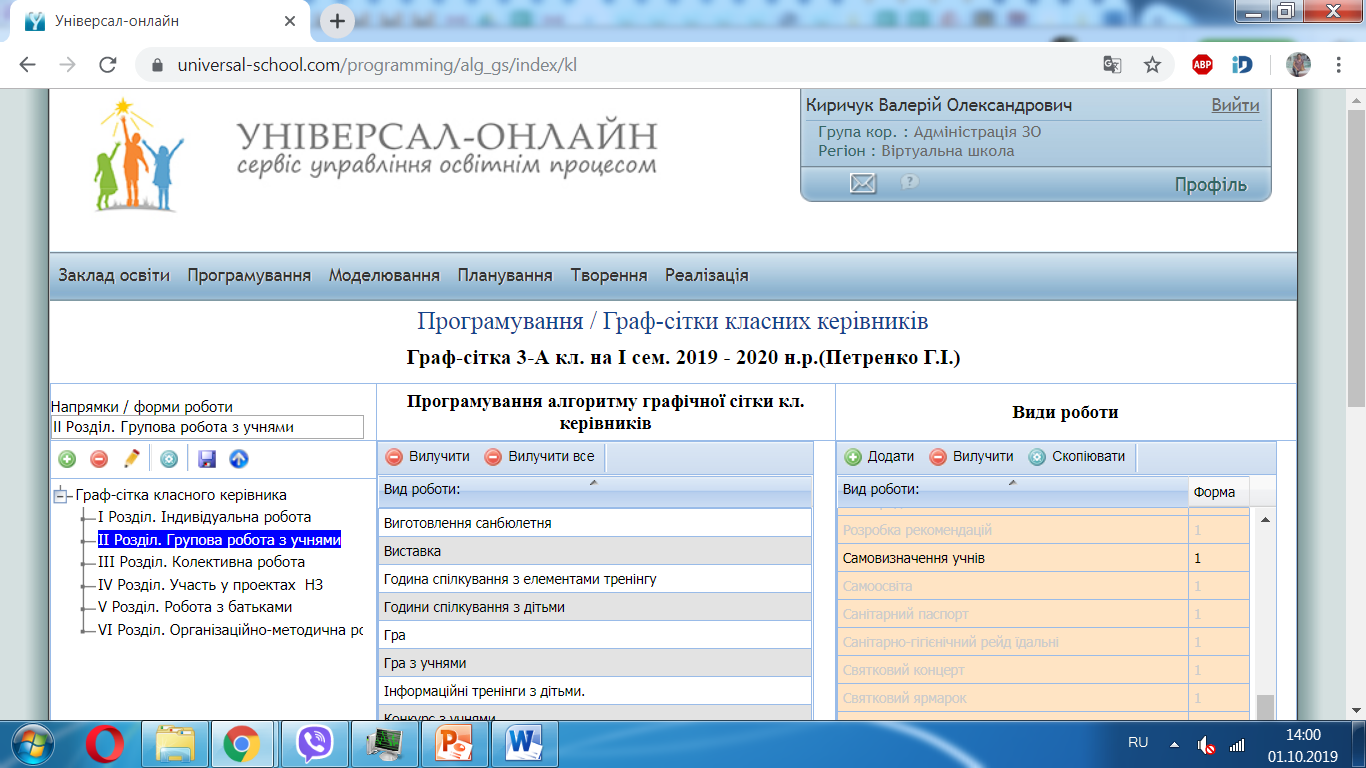 Універсал-онлайн
universal-school.com/programming/alg_gs/index/kl
ABP
УНІВЕРСАЛ-ОНЛАЙН
сервіс управління освітнім процесом
Киричук Валерій Олександрович
Вийти
Група кор. : Адміністрація ЗО
Регіон : Віртуальна школа
Профіль
Заклад освіти Програмування Моделювання Планування Творення Реалізація
Програмування / Граф-сітки класних керівників
Граф-сітка 3-А кл. на I сем. 2019 - 2020 н.р.(Петренко Г.І.)
Напрямки / форми роботи
II Розділ. Групова робота з учнями
Граф-сітка класного керівника
I Розділ. Індивідуальна робота
II Розділ. Групова робота з учнями
III Розділ. Колективна робота
IV Розділ. Участь у проектах НЗ
V Розділ. Робота з батьками
VI Розділ. Організаційно-методична ро
Програмування алгоритму графічної сітки кл.
керівників
Вилучити Вилучити все
Вид роботи:
Виготовлення санбюлетня
Виставка
Година спілкування з елементами тренінгу
Години спілкування з дітьми
Гра
Гра з учнями
Інформаційні тренінги з дітьми.
Конкурс з учнями
Види роботи
Додати Вилучити Скопіювати
Вид роботи: Форма
Розробка рекомендацій 1
Самовизначення учнів 1
Самоосвіта 1
Санітарний паспорт 1
Санітарно-гігієнічний рейд їдальні 1
Святковий концерт 1
Святковий ярмарок 1
RU
14:00
01.10.2019